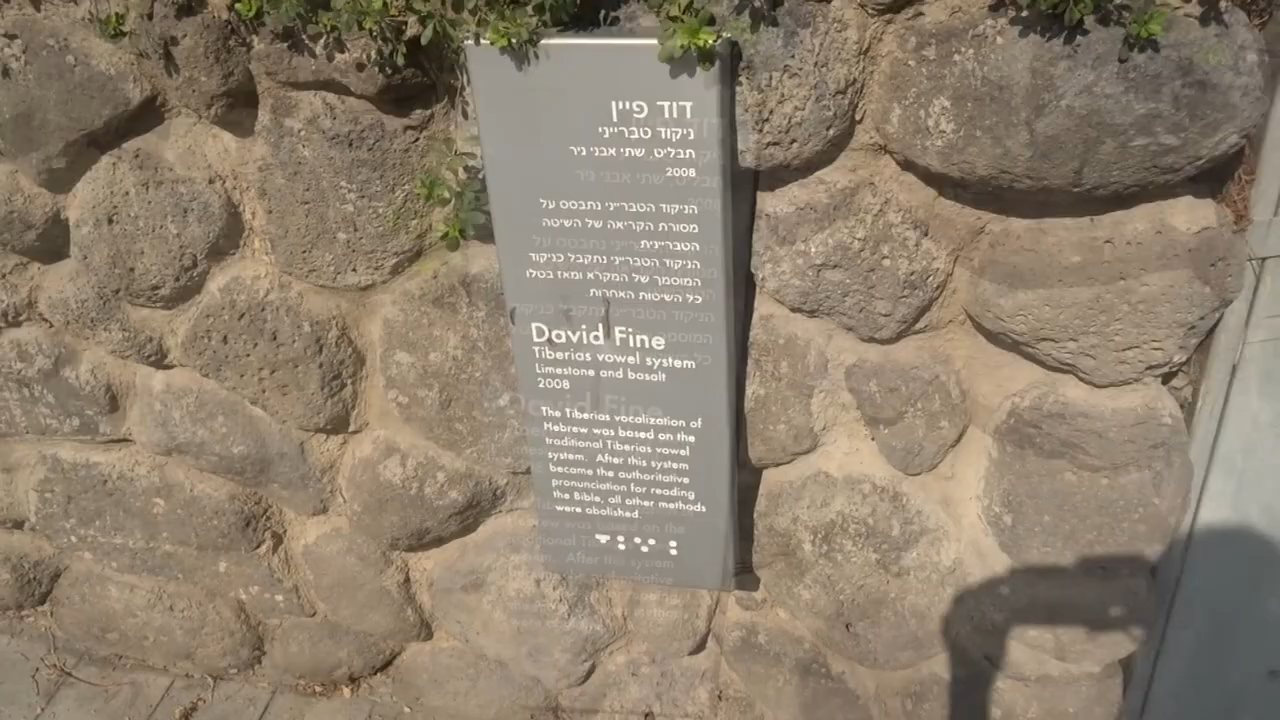 דוד פיין
ניקוד טברייני
תבליט, שתי אבני גיר
2008
הניקוד הטברייני נתבסס על
מסורת הקריאה של השיטה
הטבריינית.
הניקוד הטברייני נתקבל כניקוד
המוסמך של המקרא ומאז בטלו
כל השיטות האחרות.
David Fine
Tiberias vowel system
Limestone and basalt
2008
The Tiberias vocalization of
Hebrew was based on the
traditional Tiberias vowel
system. After this system
became the authoritative
pronunciation for reading
the Bible, all other methods
were abolished.